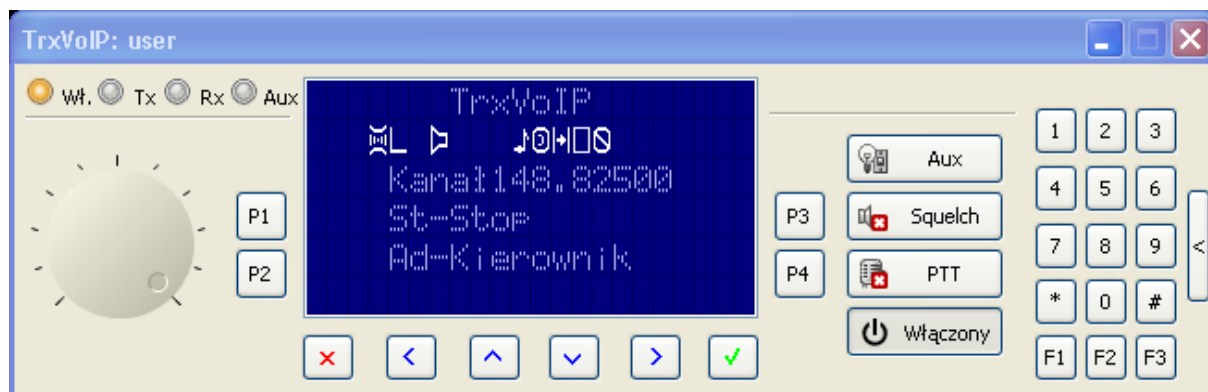 TrxVoIP: user
Wł. Tx Rx Aux
TrxVoIP
L
Kanał148.82500
St-Stop
Ad-Kierownik
P1
P2
P3
P4
Aux
Squelch
PTT
Włączony
1 2 3
4 5 6
7 8 9
* 0 #
F1 F2 F3
<